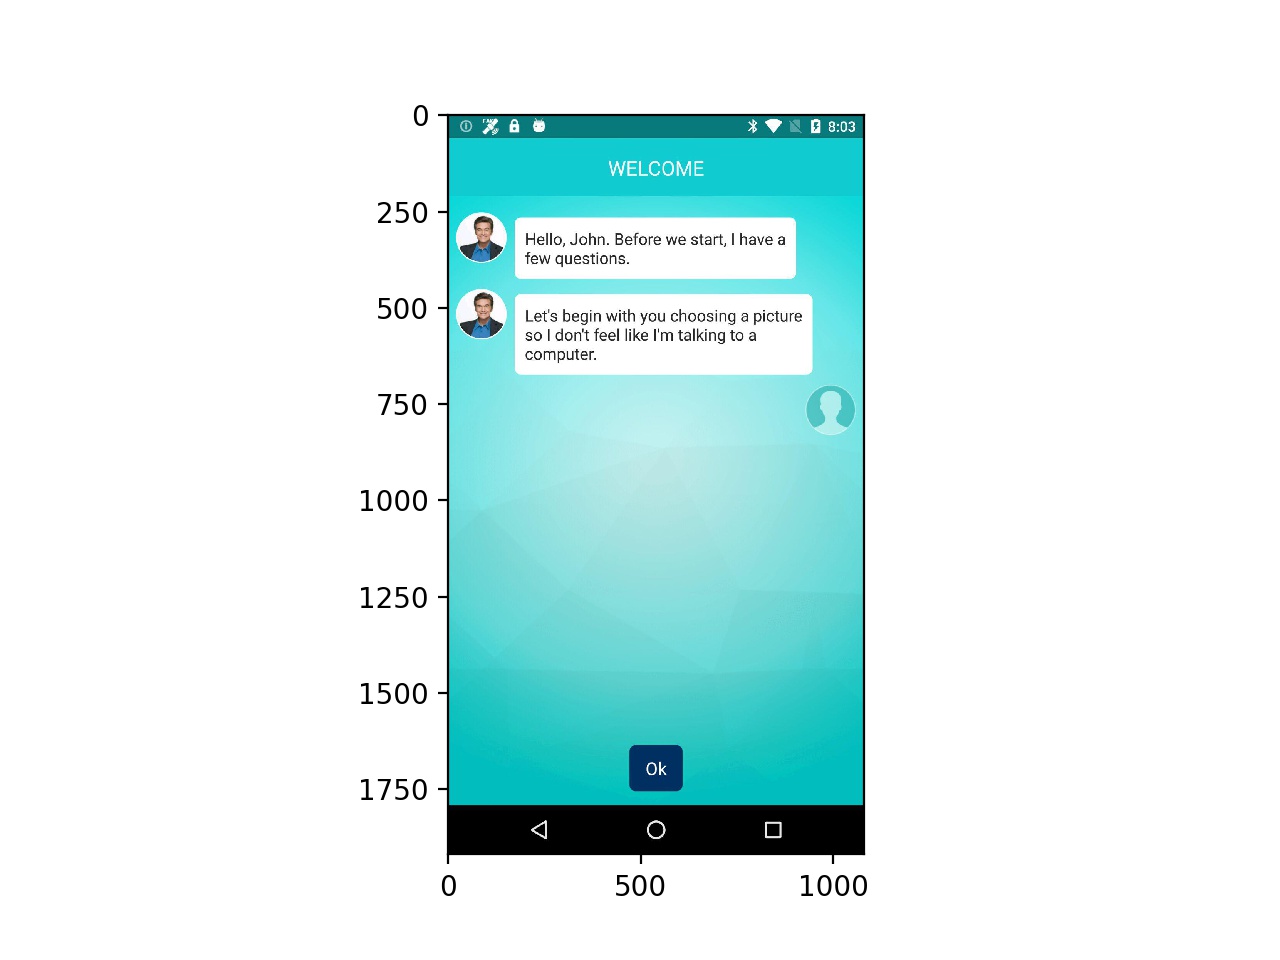 0
8:03
WELCOME
250
Hello, John. Before we start, I have a
few questions.
500
Let's begin with you choosing a picture
so I don't feel like I'm talking to a
computer.
750
1000
1250
1500
Ok
1750
0
500
1000